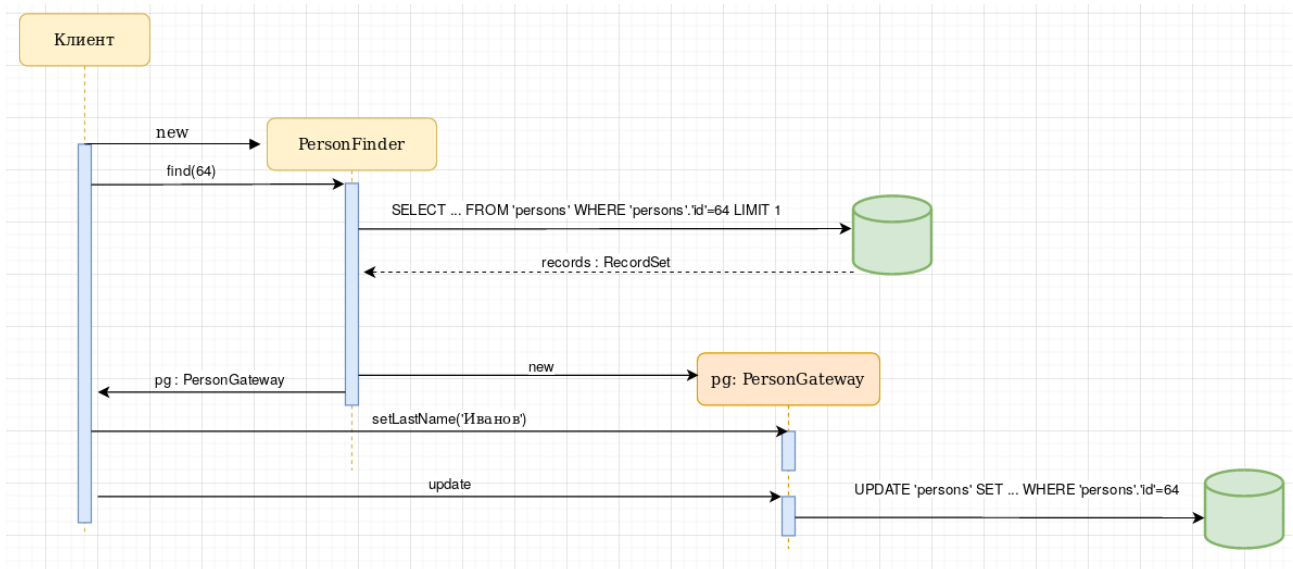 Клиент
new
PersonFinder
find(64)
SELECT ... FROM 'persons' WHERE 'persons'.'id'=64 LIMIT 1
records : RecordSet
new
pg: PersonGateway
pg : PersonGateway
setLastName('Иванов')
update
UPDATE 'persons' SET ... WHERE 'persons'.'id'=64